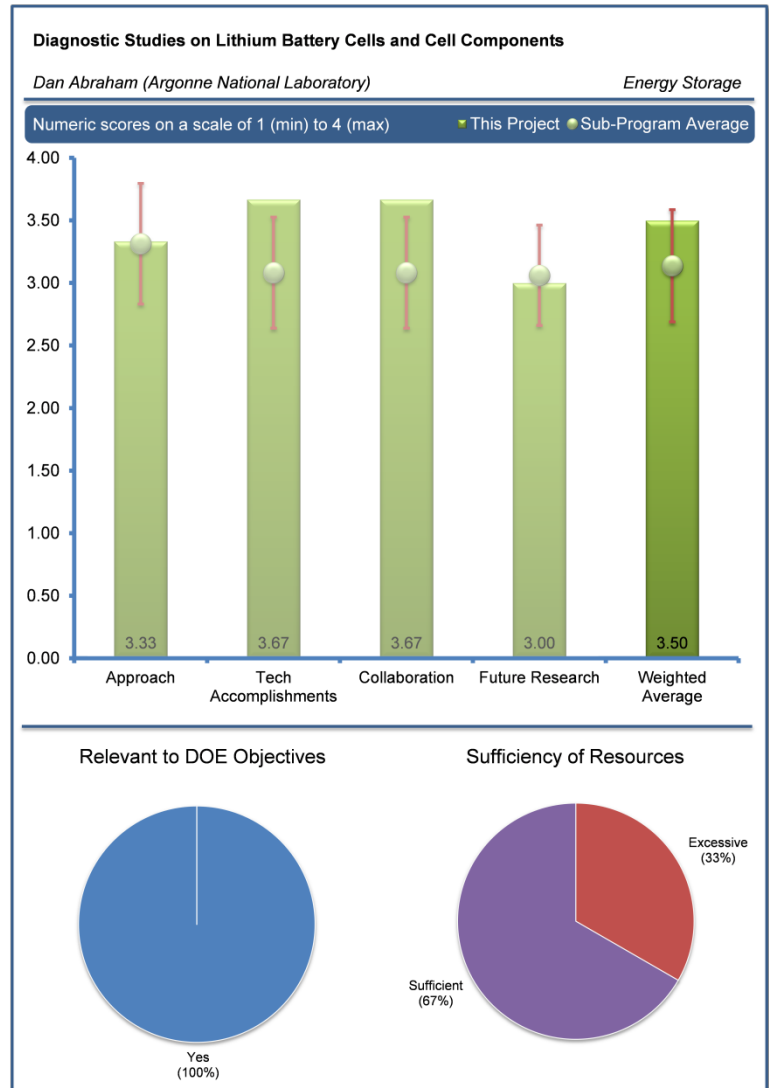 Diagnostic Studies on Lithium Battery Cells and Cell Components
Dan Abraham (Argonne National Laboratory) Energy Storage
Numeric scores on a scale of 1 (min) to 4 (max) This Project Sub-Program Average
4.00
3.50
3.00
2.50
2.00
1.50
1.00
0.50
0.00
3.33 3.67 3.67 3.00 3.50
Approach Tech Collaboration Future Research Weighted
Accomplishments Average
Relevant to DOE Objectives Sufficiency of Resources
Excessive
(33%)
Sufficient
(67%)
Yes
(100%)